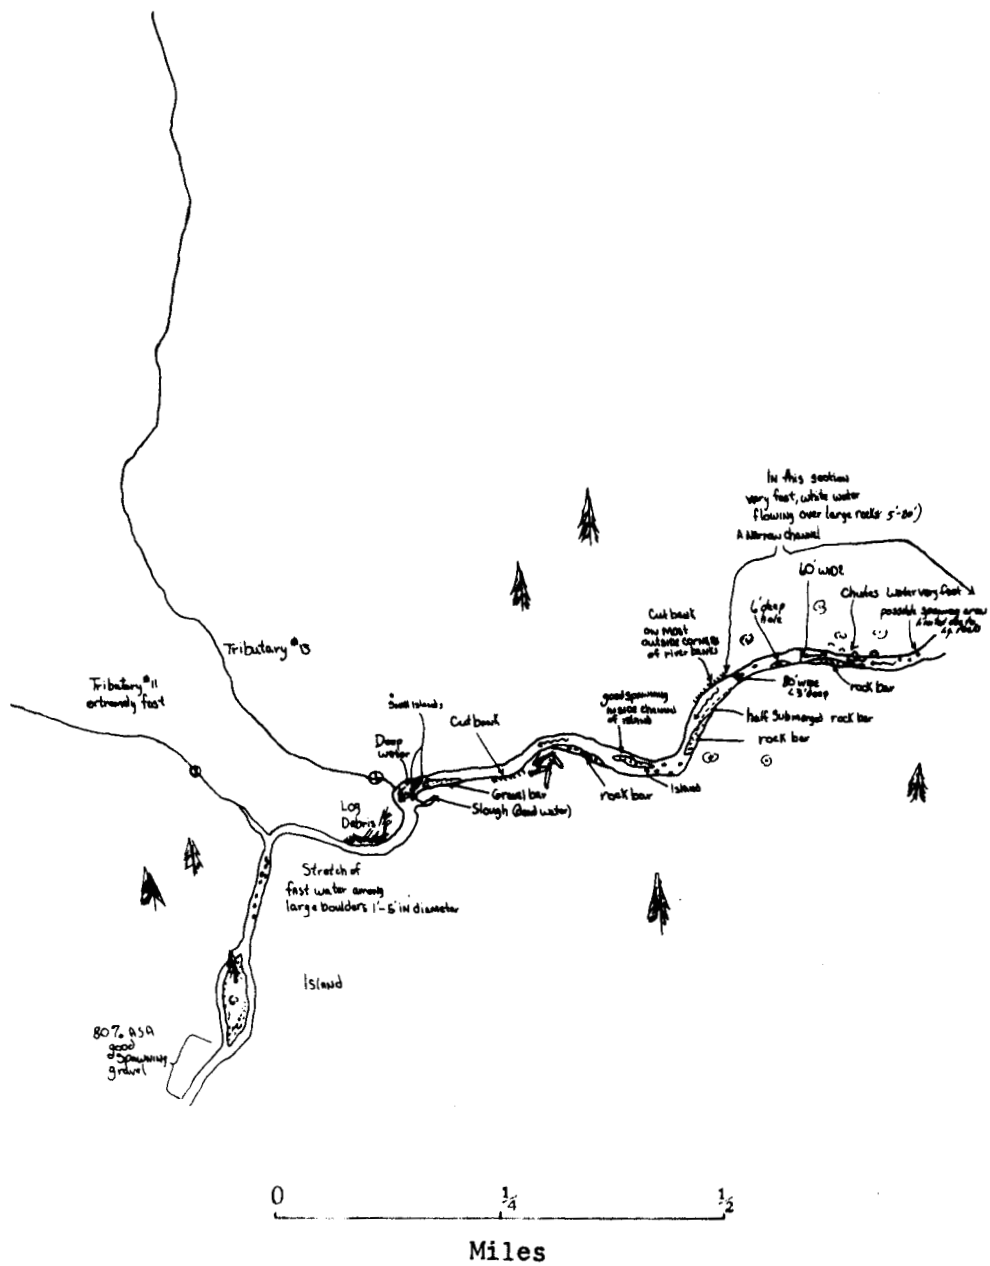 In this section
very fast, white water
flowing over large rocks 5'-20')
A Narrow channel
60' WIDE
6' deep
hole
Chutes Water very fast
possible spawning area
Cut bank
on most
outside corners
of river banks
80' wide
<3' deep
rock bar
good spawning
inside channel
of island
half submerged rock bar
rock bar
Tributary #13
Tributary #11
extremely fast
Small Islands
Cut bank
Deep
water
Island
rock bar
Gravel bar
Slough (Dead water)
Log
Debris
Stretch of
fast water among
large boulders 1'-5' IN diameter
Island
80% ASA
good
Spawning
gravel
0 1/4 1/2
Miles